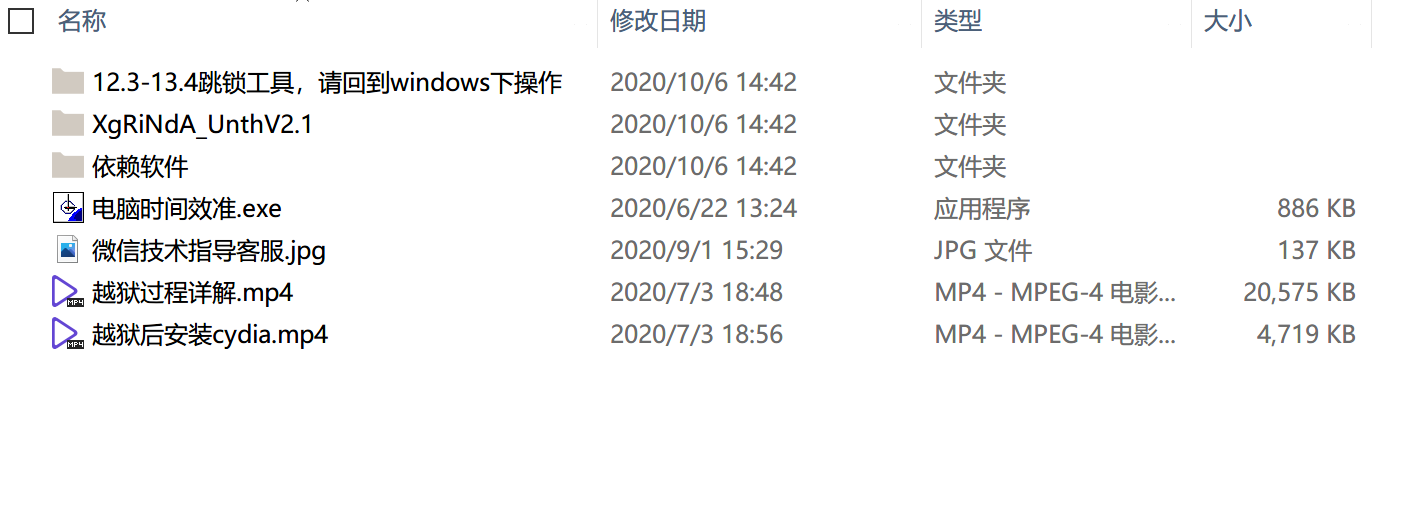 名称 修改日期 类型 大小
12.3-13.4跳锁工具，请回到windows下操作 2020/10/6 14:42 文件夹
XgRiNdA_UnthV2.1 2020/10/6 14:42 文件夹
依赖软件 2020/10/6 14:42 文件夹
电脑时间效准.exe 2020/6/22 13:24 应用程序 886 KB
微信技术指导客服.jpg 2020/9/1 15:29 JPG 文件 137 KB
MP4 越狱过程详解.mp4 2020/7/3 18:48 MP4 - MPEG-4 电影... 20,575 KB
MP4 越狱后安装cydia.mp4 2020/7/3 18:56 MP4 - MPEG-4 电影... 4,719 KB